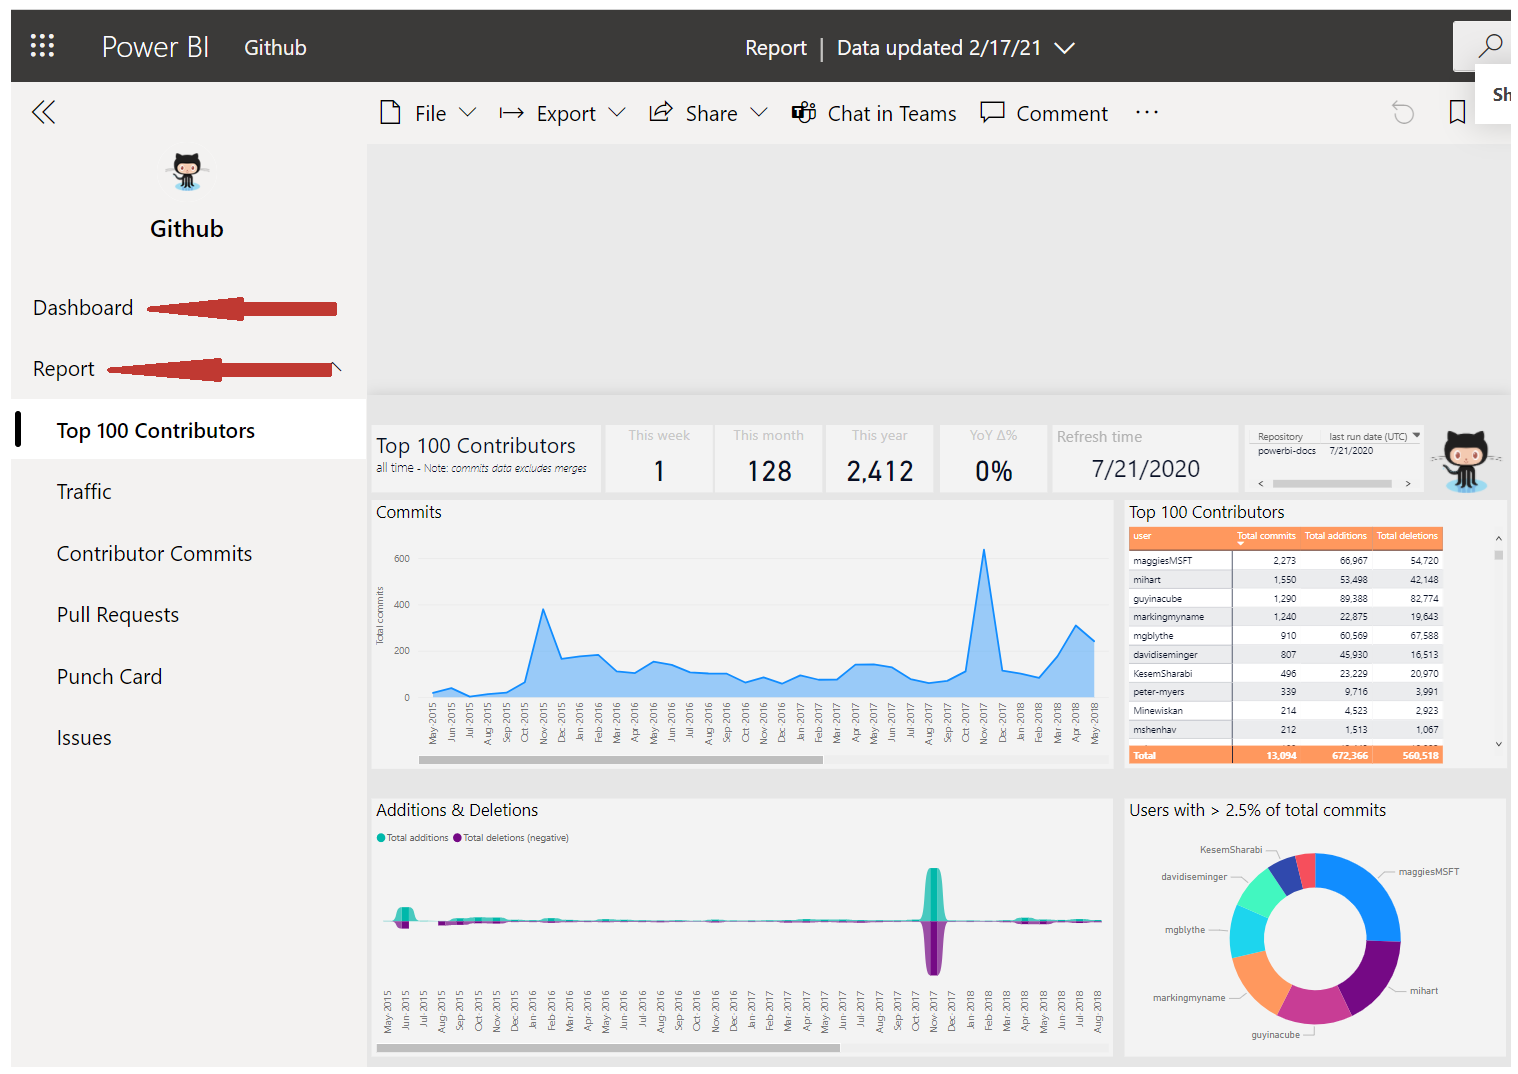 Power BI Github Report | Data updated 2/17/21
Sh
File Export Share Chat in Teams Comment ...
Github
Dashboard
Report
Top 100 Contributors
Traffic
Contributor Commits
Pull Requests
Punch Card
Issues
Top 100 Contributors
all time - Note: commits data excludes merges
This week
1
This month
128
This year
2,412
YoY Δ%
0%
Refresh time
7/21/2020
Repository last run date (UTC)
powerbi-docs 7/21/2020
Commits
Total commits
600
400
200
0
May 2015 Jun 2015 Jul 2015 Aug 2015 Sep 2015 Oct 2015 Nov 2015 Dec 2015 Jan 2016 Feb 2016 Mar 2016 Apr 2016 May 2016 Jun 2016 Jul 2016 Aug 2016 Sep 2016 Oct 2016 Nov 2016 Dec 2016 Jan 2017 Feb 2017 Mar 2017 Apr 2017 May 2017 Jun 2017 Jul 2017 Aug 2017 Sep 2017 Oct 2017 Nov 2017 Dec 2017 Jan 2018 Feb 2018 Mar 2018 Apr 2018 May 2018
Top 100 Contributors
user Total commits Total additions Total deletions
maggiesMSFT 2,273 66,967 54,720
mihart 1,550 53,498 42,148
guyinacube 1,290 89,388 82,774
markingmyname 1,240 22,875 19,643
mgblythe 910 60,569 67,588
davidiseminger 807 45,930 16,513
KesemSharabi 496 23,229 20,970
peter-myers 339 9,716 3,991
Minewiskan 214 4,523 2,923
mshenhav 212 1,513 1,067
Total 13,094 672,366 560,518
Additions & Deletions
Total additions Total deletions (negative)
May 2015 Jun 2015 Jul 2015 Aug 2015 Sep 2015 Oct 2015 Nov 2015 Dec 2015 Jan 2016 Feb 2016 Mar 2016 Apr 2016 May 2016 Jun 2016 Jul 2016 Aug 2016 Sep 2016 Oct 2016 Nov 2016 Dec 2016 Jan 2017 Feb 2017 Mar 2017 Apr 2017 May 2017 Jun 2017 Jul 2017 Aug 2017 Sep 2017 Oct 2017 Nov 2017 Dec 2017 Jan 2018 Feb 2018 Mar 2018 Apr 2018 May 2018 Jun 2018 Jul 2018 Aug 2018
Users with > 2.5% of total commits
KesemSharabi
maggiesMSFT
davidiseminger
mgblythe
mihart
markingmyname
guyinacube